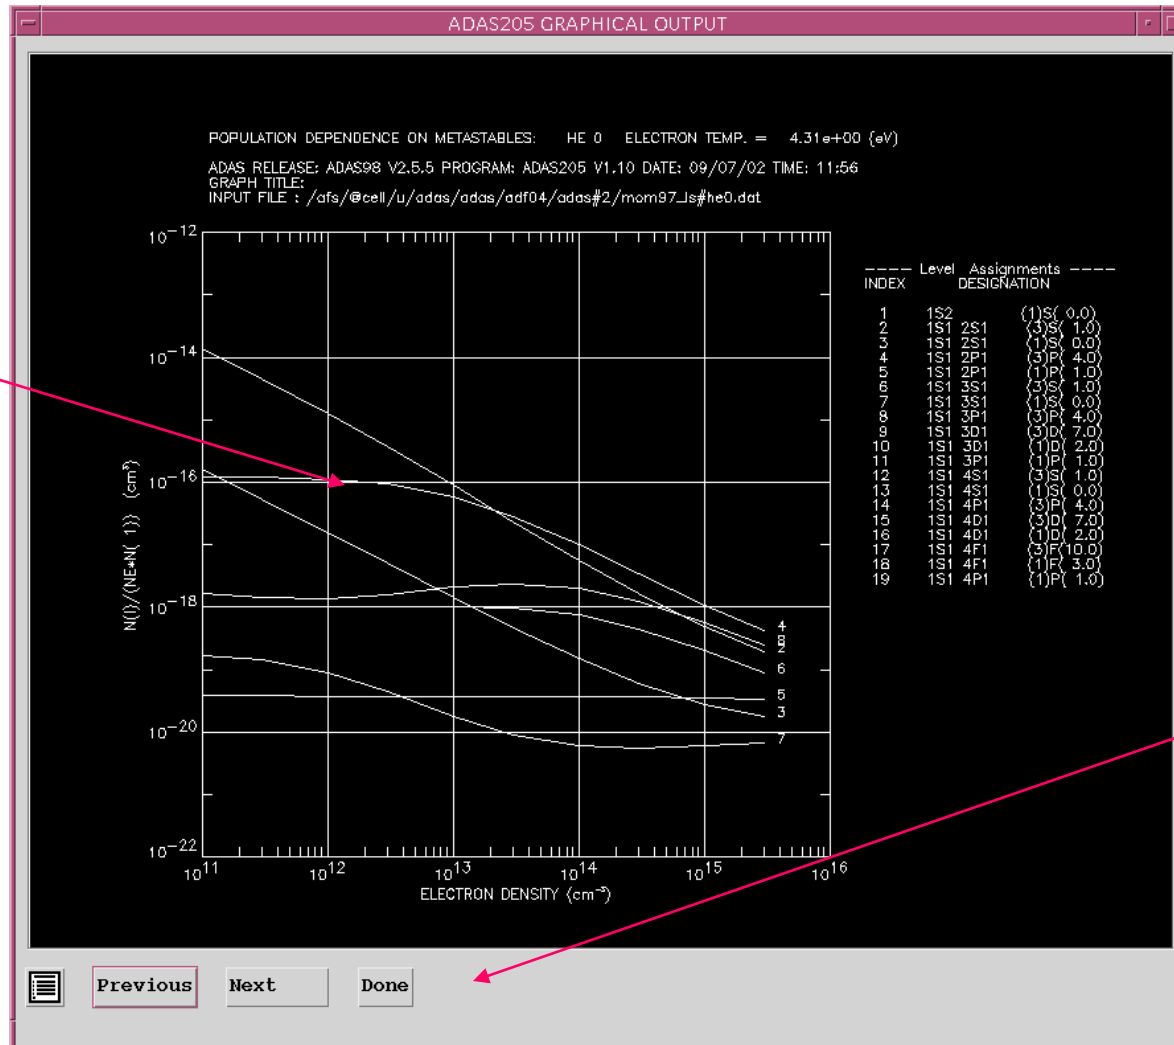 ADAS205 GRAPHICAL OUTPUT
POPULATION DEPENDENCE ON METASTABLES: HE 0 ELECTRON TEMP. = 4.31e+00 (eV)
ADAS RELEASE: ADAS98 V2.5.5 PROGRAM: ADAS205 V1.10 DATE: 09/07/02 TIME: 11:56
GRAPH TITLE:
INPUT FILE : /afs/@cell/u/adas/adas/adf04/adas#2/mom97_ls#he0.dat
---- Level Assignments ----
INDEX DESIGNATION
1 1S2 (1)S( 0.0)
2 1S1 2S1 (3)S( 1.0)
3 1S1 2S1 (1)S( 0.0)
4 1S1 2P1 (3)P( 4.0)
5 1S1 2P1 (1)P( 1.0)
6 1S1 3S1 (3)S( 1.0)
7 1S1 3S1 (1)S( 0.0)
8 1S1 3P1 (3)P( 4.0)
9 1S1 3D1 (3)D( 7.0)
10 1S1 3D1 (1)D( 2.0)
11 1S1 3P1 (1)P( 1.0)
12 1S1 4S1 (3)S( 1.0)
13 1S1 4S1 (1)S( 0.0)
14 1S1 4P1 (3)P( 4.0)
15 1S1 4D1 (3)D( 7.0)
16 1S1 4D1 (1)D( 2.0)
17 1S1 4F1 (3)F(10.0)
18 1S1 4F1 (1)F( 3.0)
19 1S1 4P1 (1)P( 1.0)
N(I)/(NE*N( 1)) (cm³)
10⁻¹²
10⁻¹⁴
10⁻¹⁶
10⁻¹⁸
10⁻²⁰
10⁻²²
4
8
2
6
5
3
7
10¹¹ 10¹² 10¹³ 10¹⁴ 10¹⁵ 10¹⁶
ELECTRON DENSITY (cm⁻³)
Previous Next Done